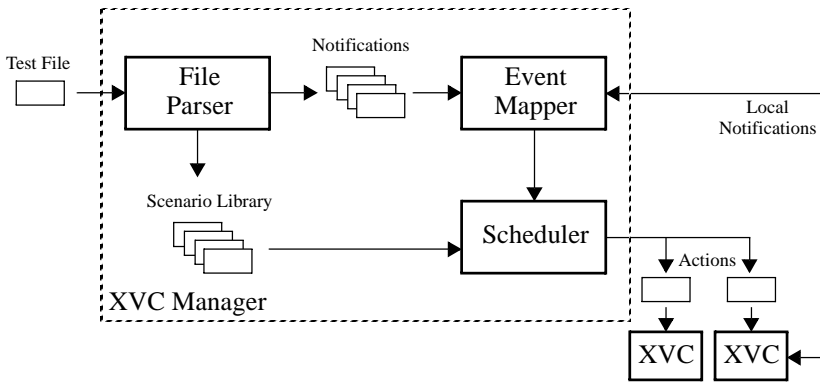 Test File
File
Parser
Notifications
Event
Mapper
Local
Notifications
Scenario Library
Scheduler
Actions
XVC Manager
XVC
XVC